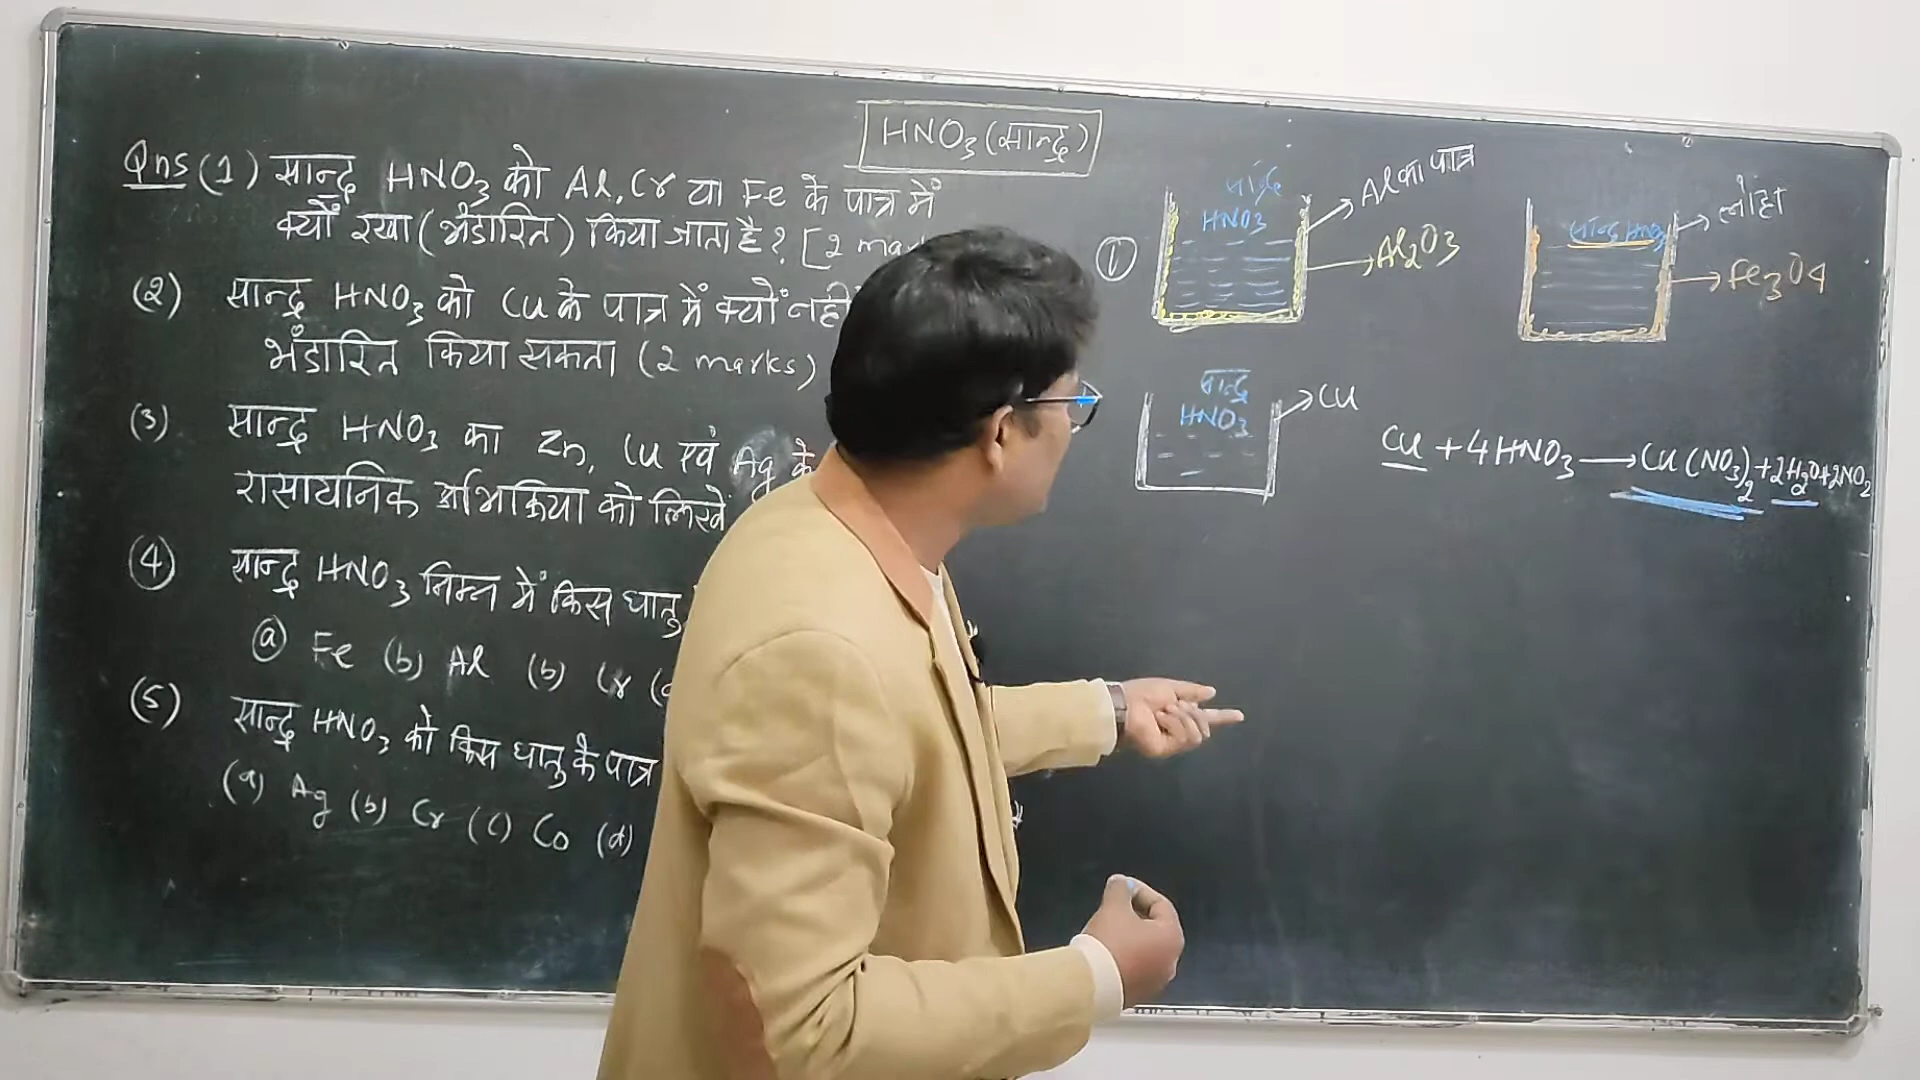 HNO₃ (सान्द्र)
Qns (1) सान्द्र HNO₃ को Al, Cr या Fe के पात्र में
क्यों रखा (भंडारित) किया जाता है? [2
(2) सान्द्र HNO₃ को Cu के पात्र में क्यों नहीं
भंडारित किया सकता (2 marks)
(3) सान्द्र HNO₃ का Zn, Cu एवं Ag के
रासायनिक अभिक्रिया को लिखें
(4) सान्द्र HNO₃ निम्न में किस धातु
(a) Fe (b) Al (b) Cr
(5) सान्द्र HNO₃ को किस धातु के पात्र
(a) Ag (b) Cr (c) Co (d)
①
सान्द्र
HNO3
Al का पात्र
Al₂O3
सान्द्र HNO3
लोहा
Fe₃O4
सान्द्र
HNO3
Cu
Cu + 4HNO₃ → Cu(NO₃)₂ + 2H₂O + 2NO₂